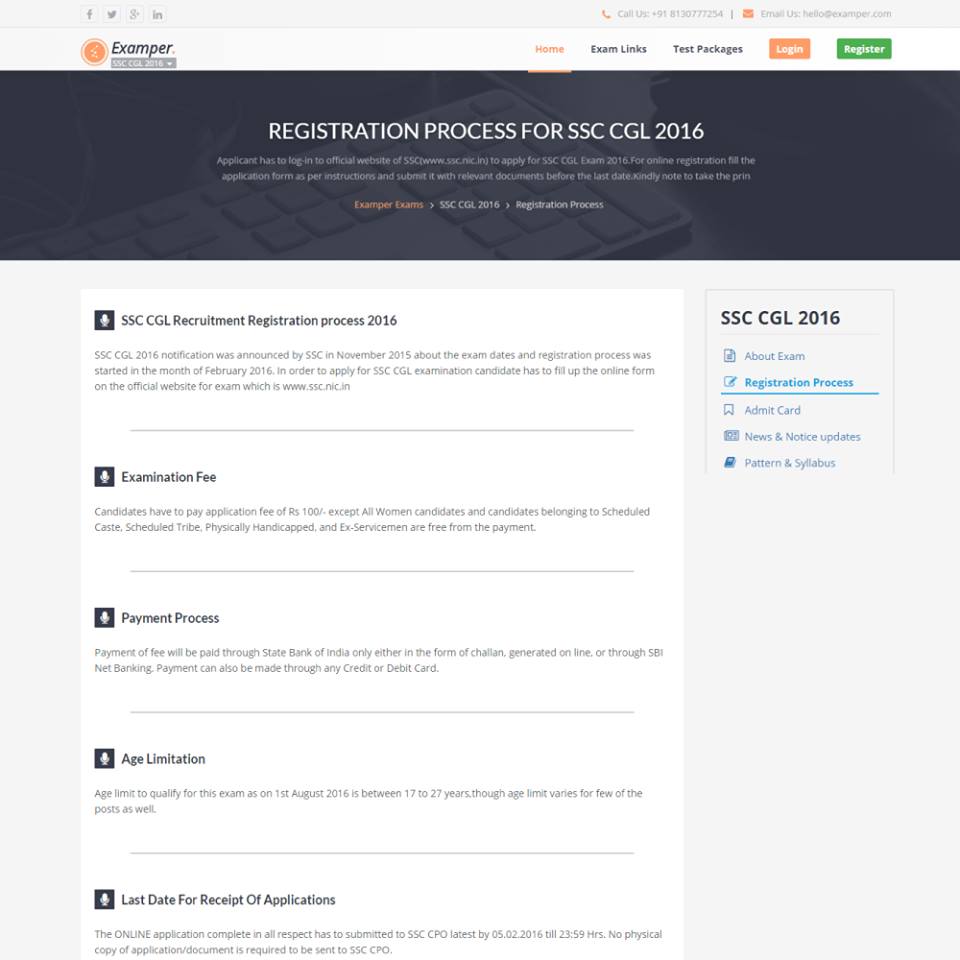 Call Us: +91 8130777254 | Email Us: hello@examper.com
Examper.
SSC CGL 2016
Home Exam Links Test Packages Login Register
REGISTRATION PROCESS FOR SSC CGL 2016
Applicant has to log-in to official website of SSC(www.ssc.nic.in) to apply for SSC CGL Exam 2016.For online registration fill the
application form as per instructions and submit it with relevant documents before the last date.Kindly note to take the prin
Examper Exams › SSC CGL 2016 › Registration Process
SSC CGL Recruitment Registration process 2016
SSC CGL 2016 notification was announced by SSC in November 2015 about the exam dates and registration process was
started in the month of February 2016. In order to apply for SSC CGL examination candidate has to fill up the online form
on the official website for exam which is www.ssc.nic.in
Examination Fee
Candidates have to pay application fee of Rs 100/- except All Women candidates and candidates belonging to Scheduled
Caste, Scheduled Tribe, Physically Handicapped, and Ex-Servicemen are free from the payment.
Payment Process
Payment of fee will be paid through State Bank of India only either in the form of challan, generated on line, or through SBI
Net Banking. Payment can also be made through any Credit or Debit Card.
Age Limitation
Age limit to qualify for this exam as on 1st August 2016 is between 17 to 27 years,though age limit varies for few of the
posts as well.
Last Date For Receipt Of Applications
The ONLINE application complete in all respect has to submitted to SSC CPO latest by 05.02.2016 till 23:59 Hrs. No physical
copy of application/document is required to be sent to SSC CPO.
SSC CGL 2016
About Exam
Registration Process
Admit Card
News & Notice updates
Pattern & Syllabus